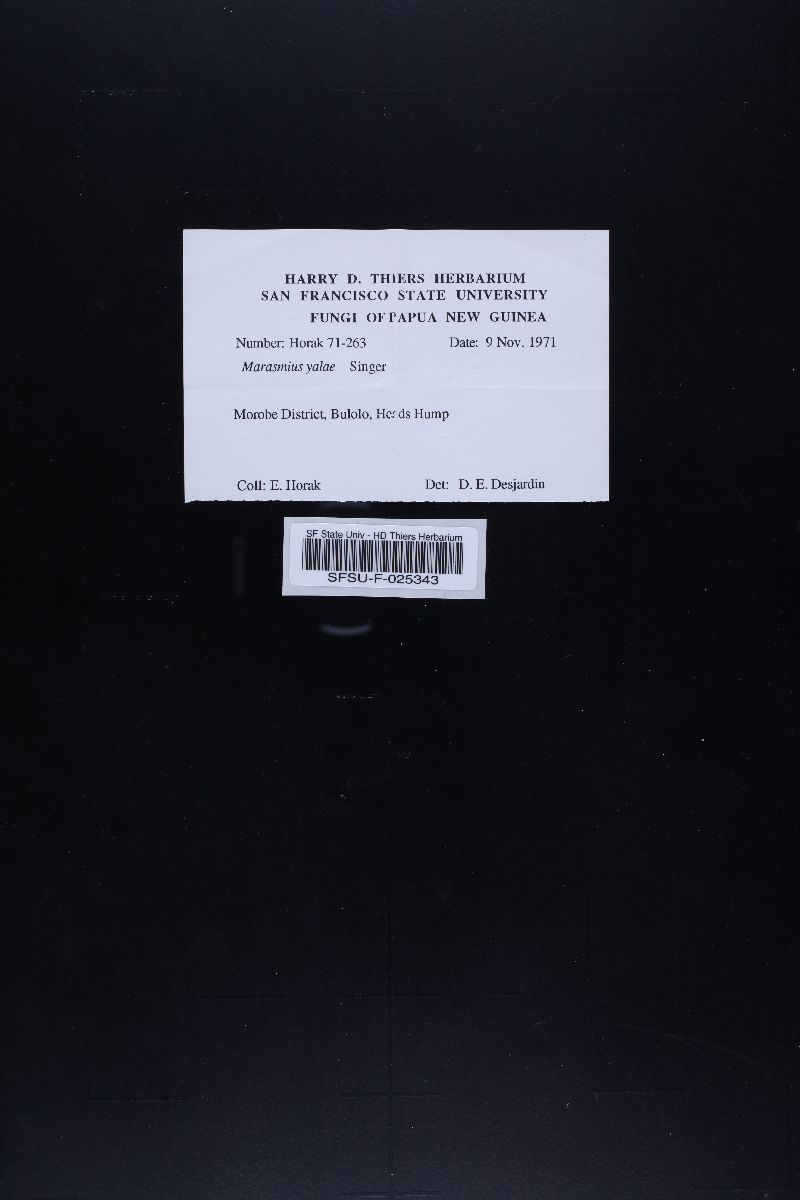 HARRY D. THIERS HERBARIUM
SAN FRANCISCO STATE UNIVERSITY
FUNGI OF PAPUA NEW GUINEA
Number: Horak 71-263 Date: 9 Nov. 1971
Marasmius yalae Singer
Morobe District, Bulolo, Heads Hump
Coll: E. Horak Det: D. E. Desjardin
SF State Univ - HD Thiers Herbarium
SFSU-F-025343